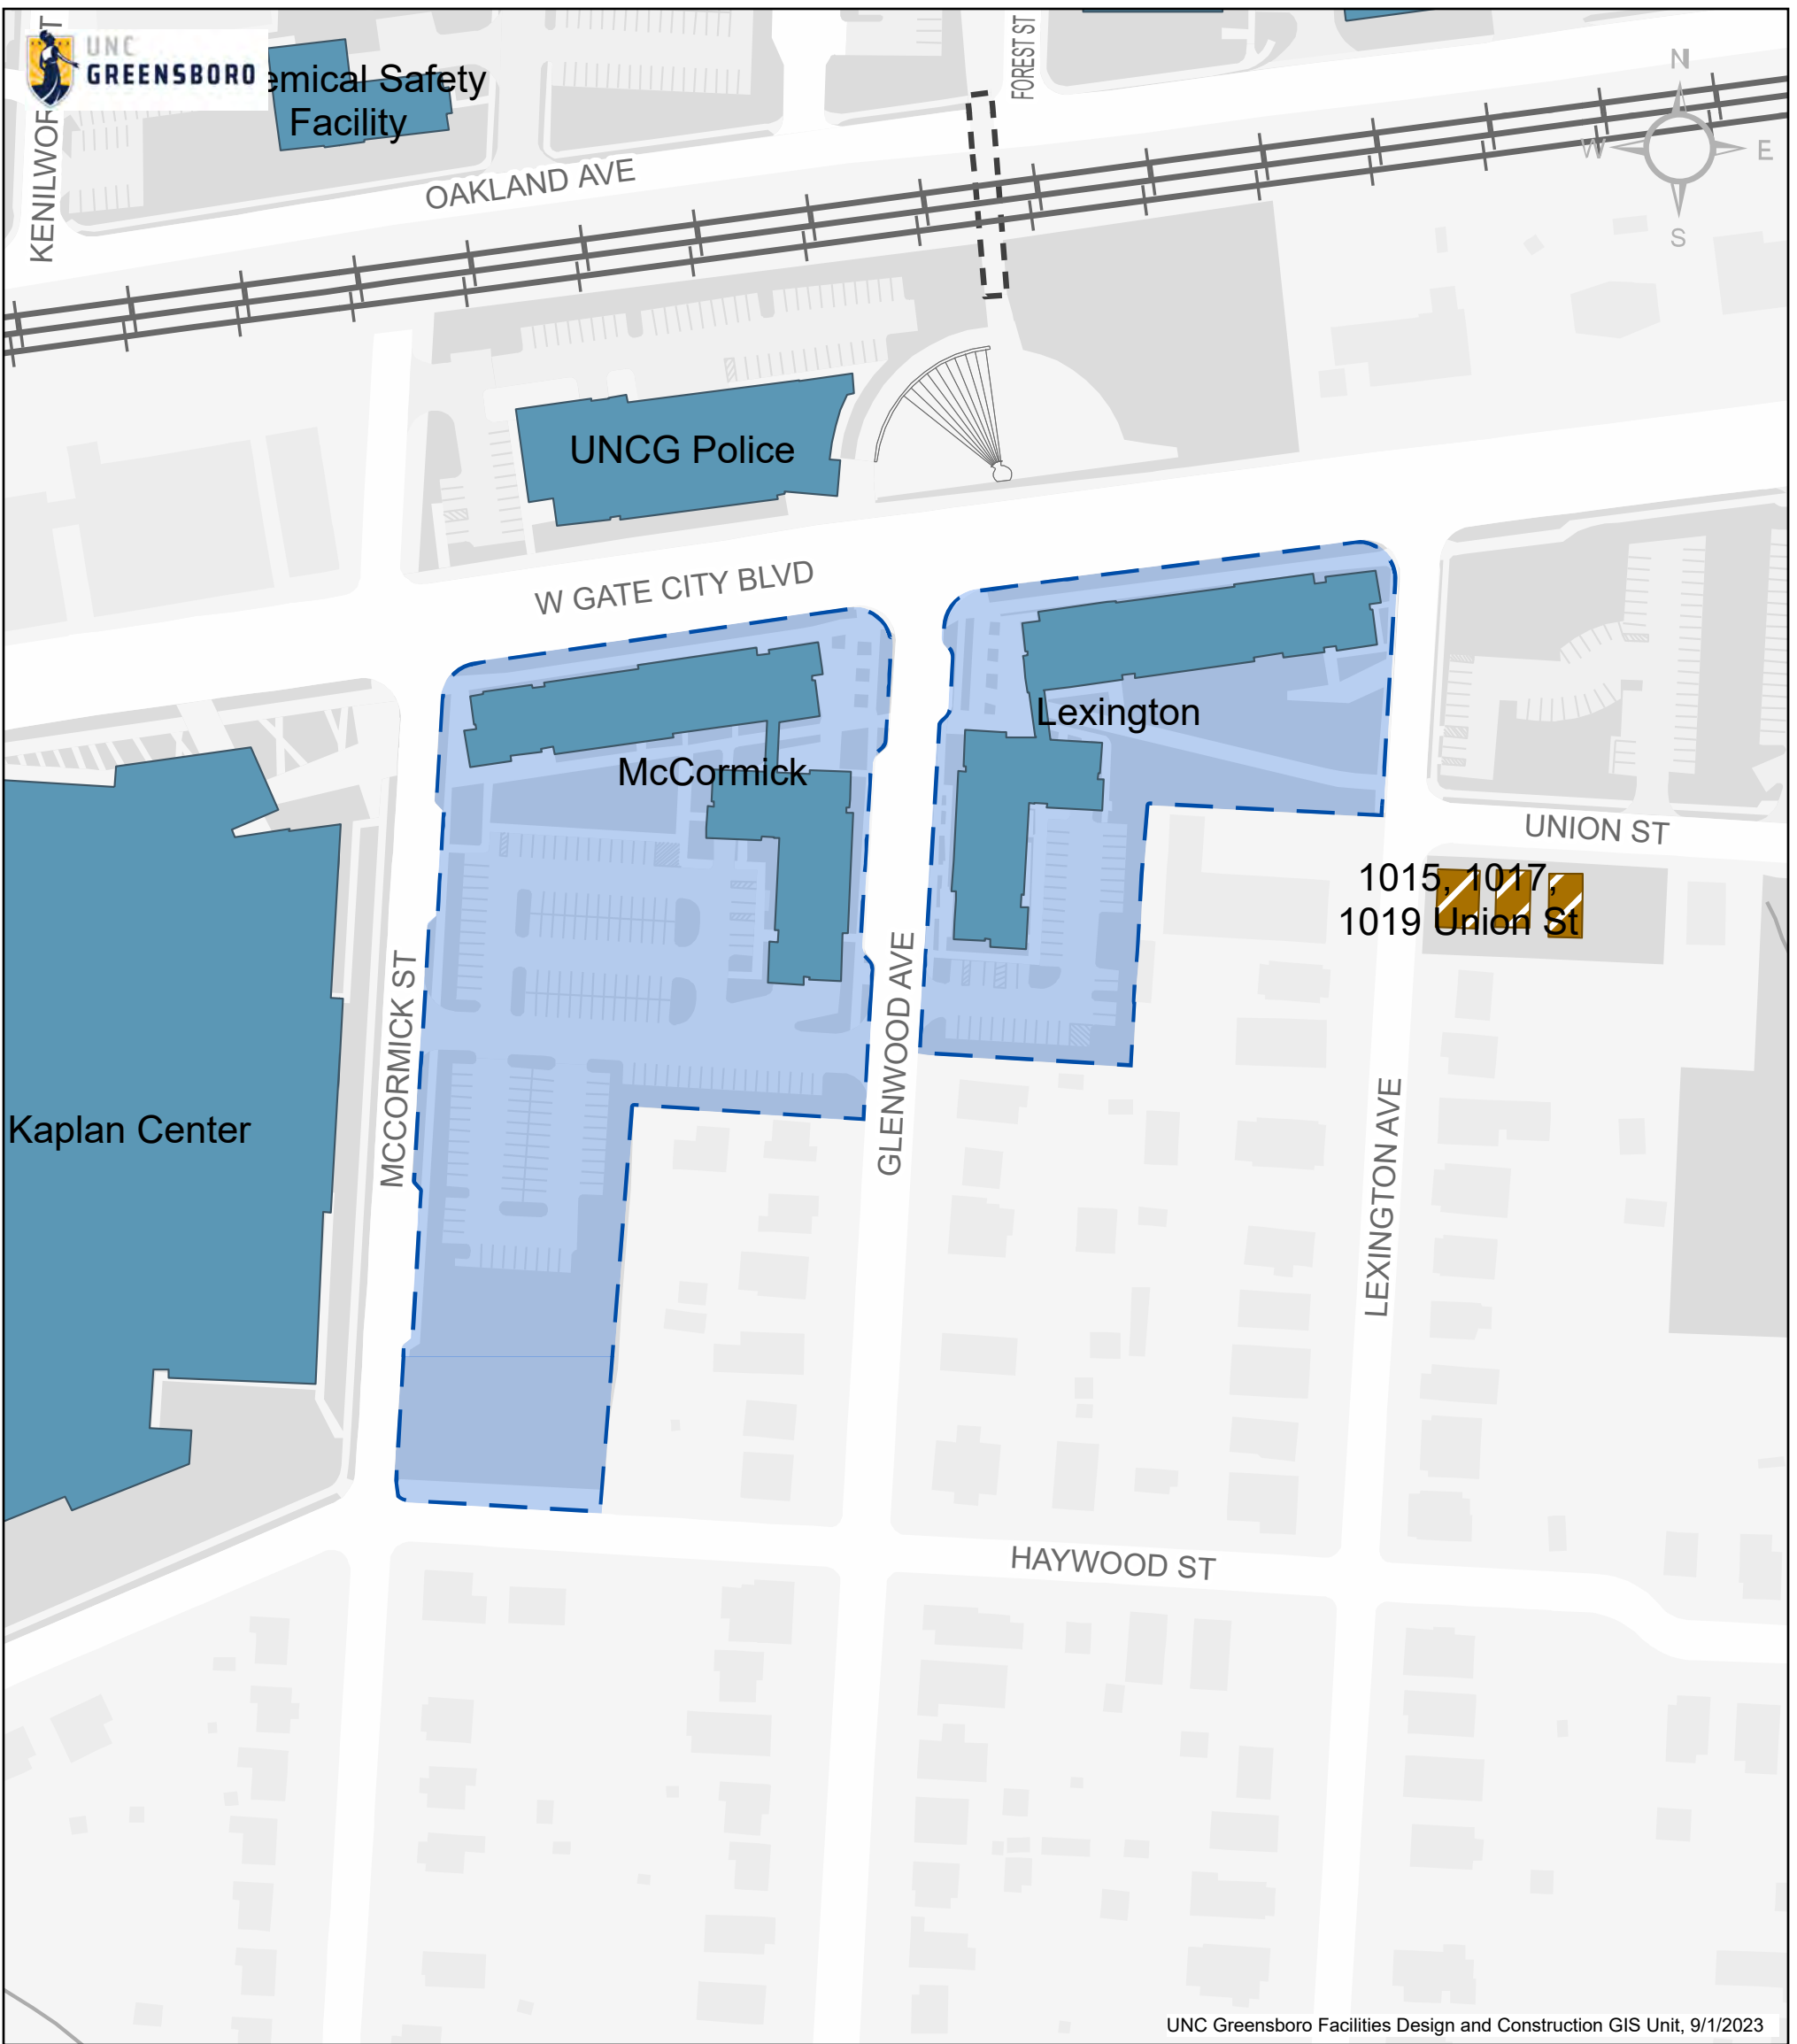 UNC
GREENSBORO
emical Safety
Facility
KENILWOR
T
OAKLAND AVE
FOREST ST
N
W
E
S
UNCG Police
W GATE CITY BLVD
Lexington
McCormick
UNION ST
1015, 1017,
1019 Union St
MCCORMICK ST
GLENWOOD AVE
LEXINGTON AVE
Kaplan Center
HAYWOOD ST
UNC Greensboro Facilities Design and Construction GIS Unit, 9/1/2023